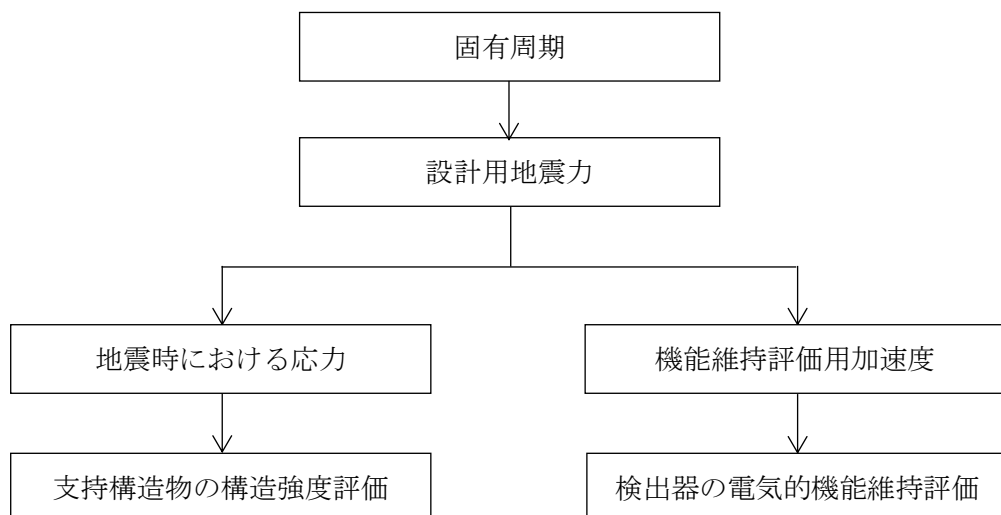 固有周期
設計用地震力
地震時における応力
機能維持評価用加速度
支持構造物の構造強度評価
検出器の電気的機能維持評価